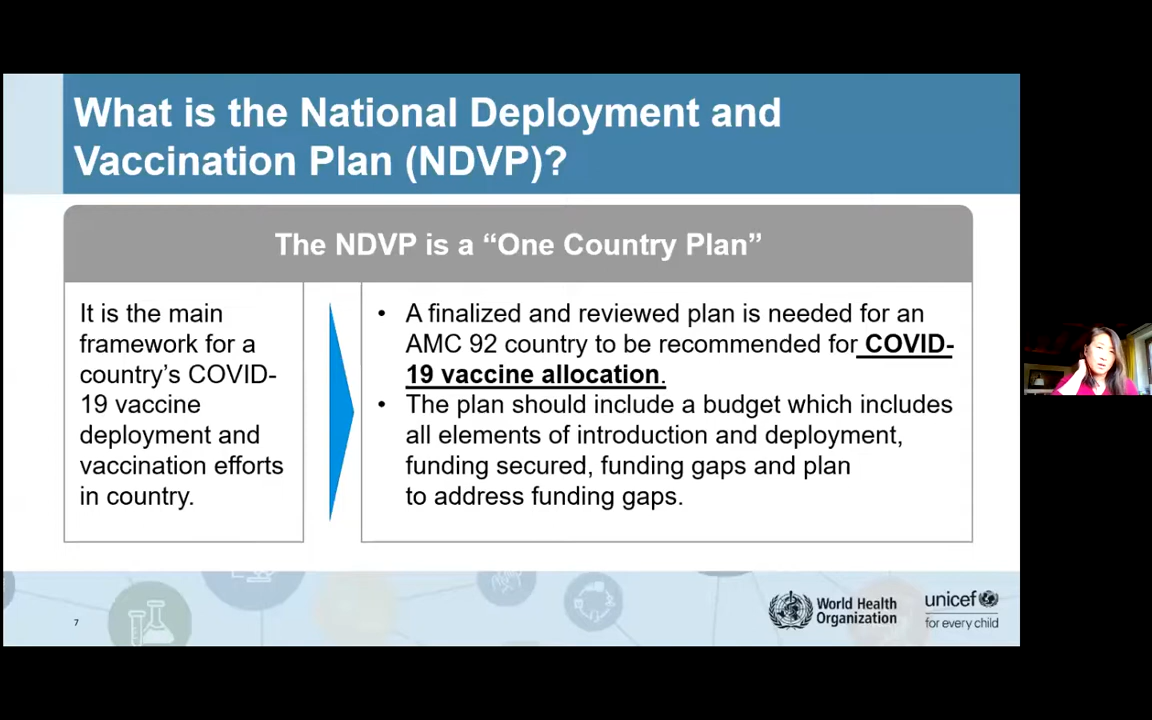 What is the National Deployment and
Vaccination Plan (NDVP)?
The NDVP is a “One Country Plan”
It is the main
framework for a
country’s COVID-
19 vaccine
deployment and
vaccination efforts
in country.
• A finalized and reviewed plan is needed for an
AMC 92 country to be recommended for COVID-
19 vaccine allocation.
• The plan should include a budget which includes
all elements of introduction and deployment,
funding secured, funding gaps and plan
to address funding gaps.
7
World Health
Organization
unicef
for every child